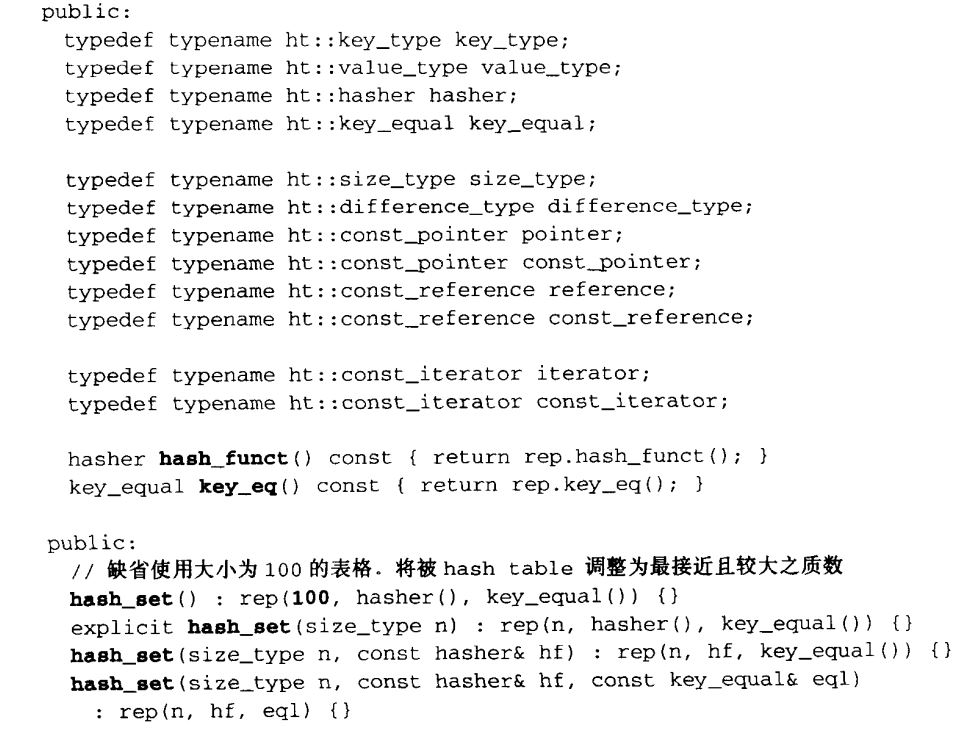 public:
typedef typename ht::key_type key_type;
typedef typename ht::value_type value_type;
typedef typename ht::hasher hasher;
typedef typename ht::key_equal key_equal;
typedef typename ht::size_type size_type;
typedef typename ht::difference_type difference_type;
typedef typename ht::const_pointer pointer;
typedef typename ht::const_pointer const_pointer;
typedef typename ht::const_reference reference;
typedef typename ht::const_reference const_reference;
typedef typename ht::const_iterator iterator;
typedef typename ht::const_iterator const_iterator;
hasher hash_funct() const { return rep.hash_funct(); }
key_equal key_eq() const { return rep.key_eq(); }
public:
// 缺省使用大小为 100 的表格。将被 hash table 调整为最接近且较大之质数
hash_set() : rep(100, hasher(), key_equal()) {}
explicit hash_set(size_type n) : rep(n, hasher(), key_equal()) {}
hash_set(size_type n, const hasher& hf) : rep(n, hf, key_equal()) {}
hash_set(size_type n, const hasher& hf, const key_equal& eql)
: rep(n, hf, eql) {}